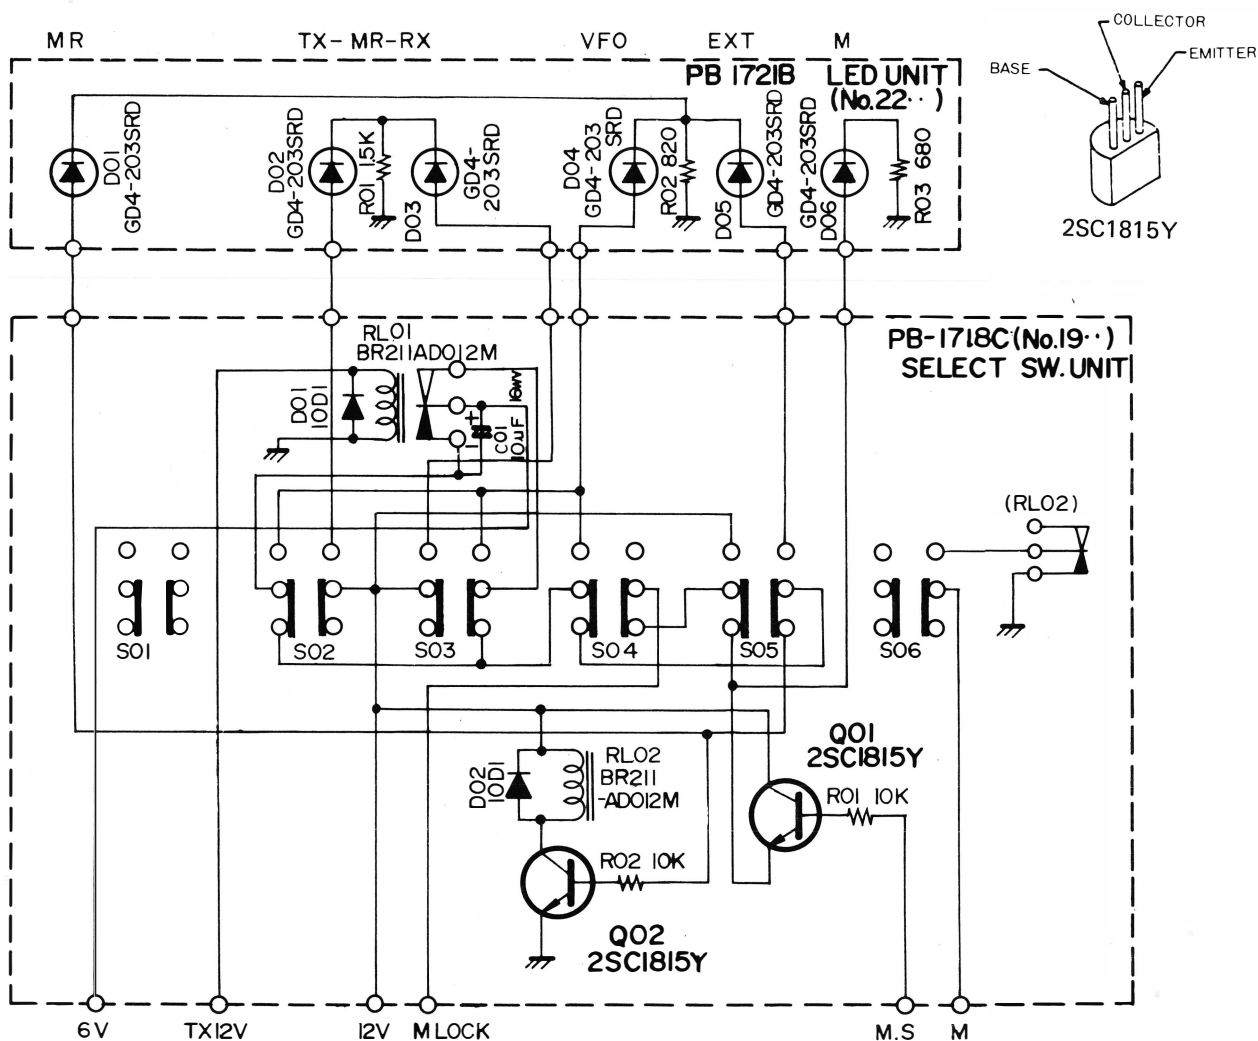 MR TX-MR-RX VFO EXT M
COLLECTOR
EMITTER
BASE
2SC1815Y
PB 1721B LED UNIT
(No.22··)
D01
GD4-203SRD
D02
GD4-203SRD
R01 1.5K
D03
GD4-
203SRD
D04
GD4-203
SRD
R02 820
D05
GD4-203SRD
D06
GD4-203SRD
R03 680
PB-1718C(No.19··)
SELECT SW.UNIT
RL01
BR211AD012M
D01
10D1
+
-
C01
10μF
16WV
(RL02)
S01 S02 S03 S04 S05 S06
Q01
2SC1815Y
R01 10K
D02
10D1
RL02
BR211
-AD012M
R02 10K
Q02
2SC1815Y
6V TX12V 12V M LOCK M.S M